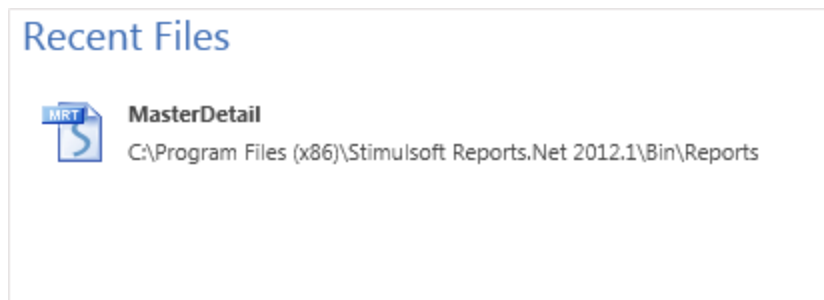 Recent Files
MRT
MasterDetail
C:\Program Files (x86)\Stimulsoft Reports.Net 2012.1\Bin\Reports